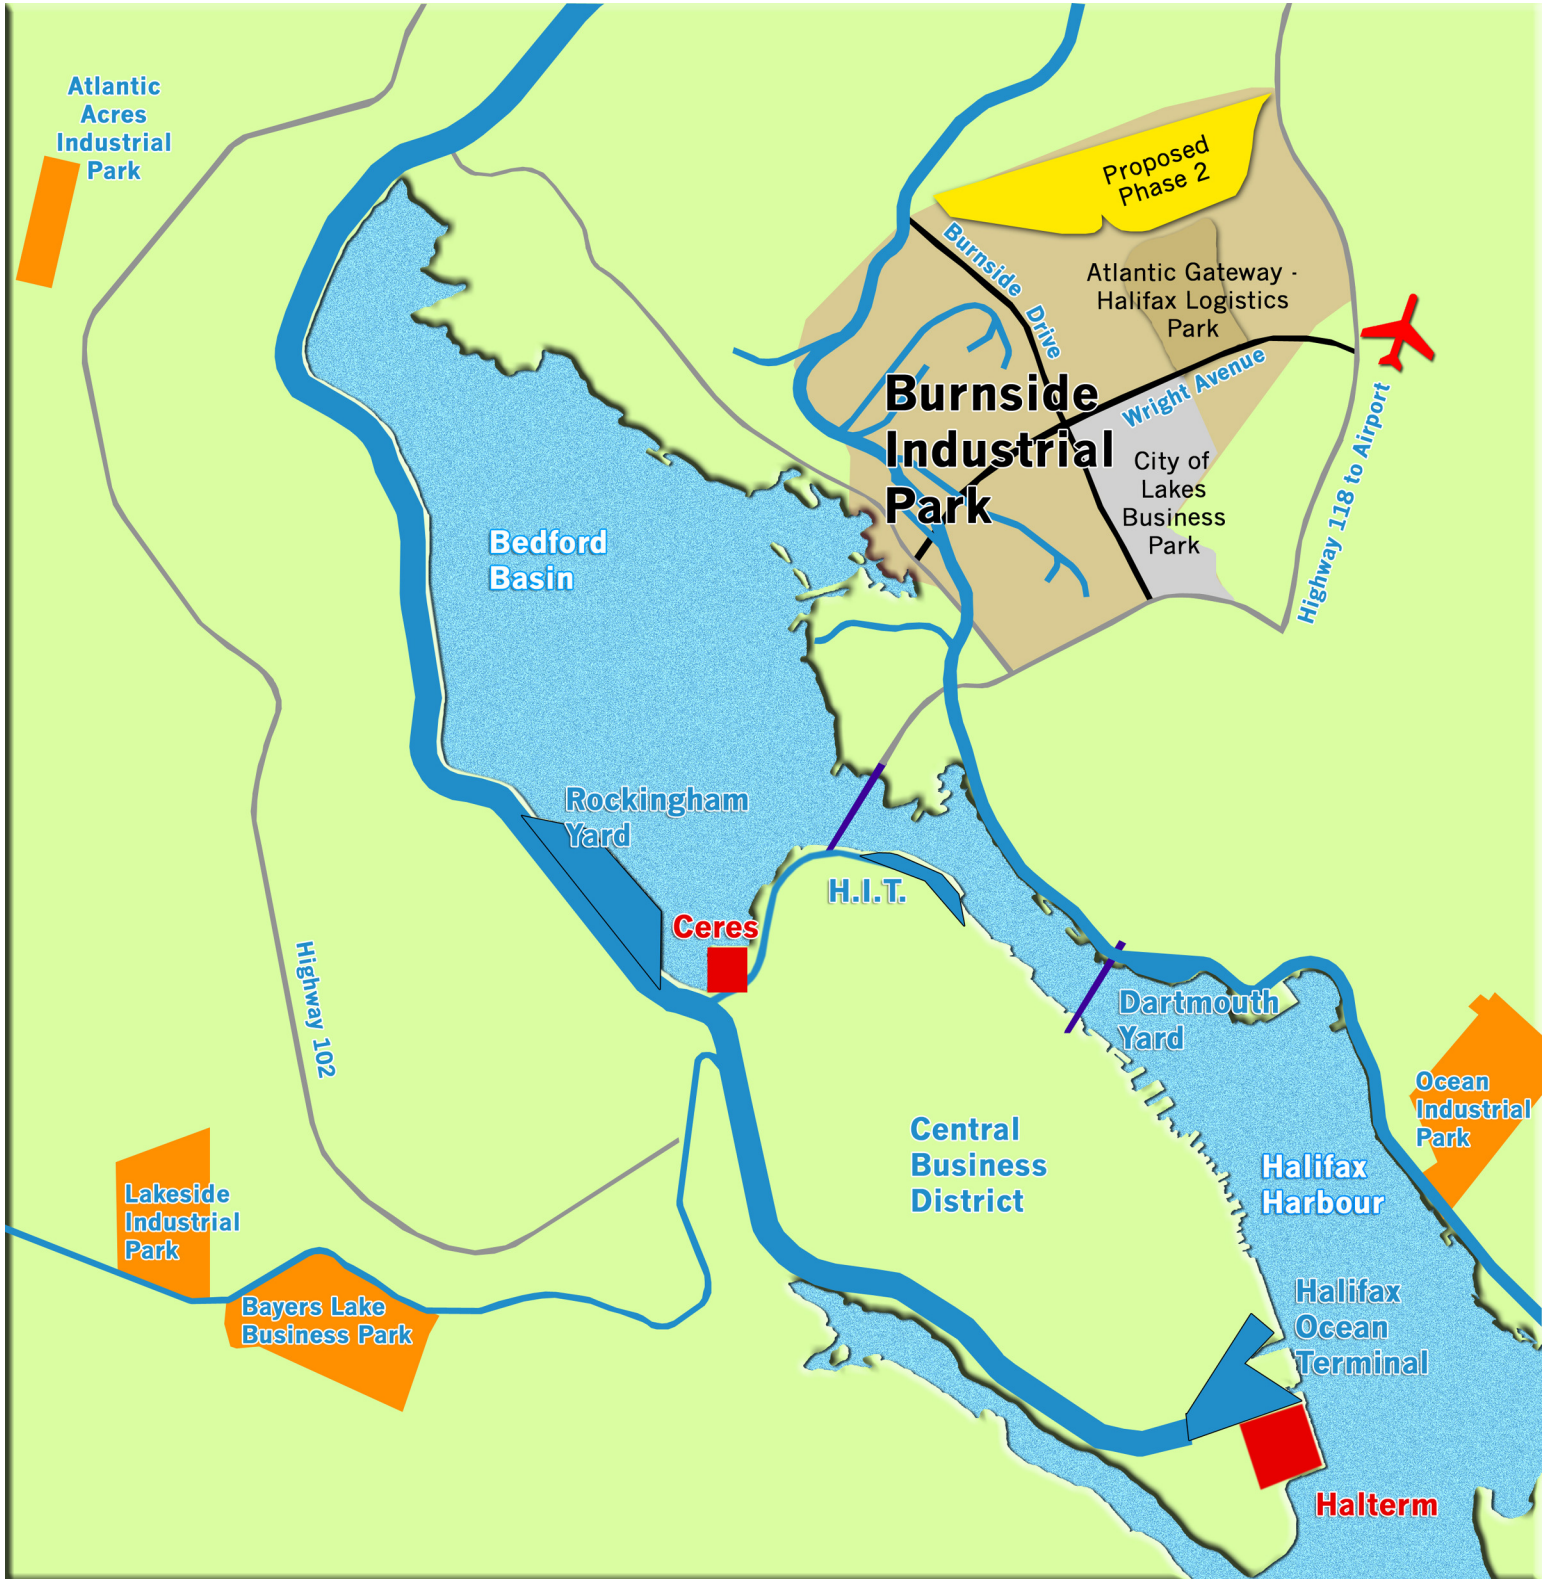 Atlantic
Acres
Industrial
Park
Proposed
Phase 2
Burnside Drive
Atlantic Gateway -
Halifax Logistics
Park
Wright Avenue
Burnside
Industrial
Park
City of
Lakes
Business
Park
Highway 118 to Airport
Bedford
Basin
Rockingham
Yard
H.I.T.
Ceres
Highway 102
Dartmouth
Yard
Ocean
Industrial
Park
Central
Business
District
Halifax
Harbour
Lakeside
Industrial
Park
Bayers Lake
Business Park
Halifax
Ocean
Terminal
Halterm